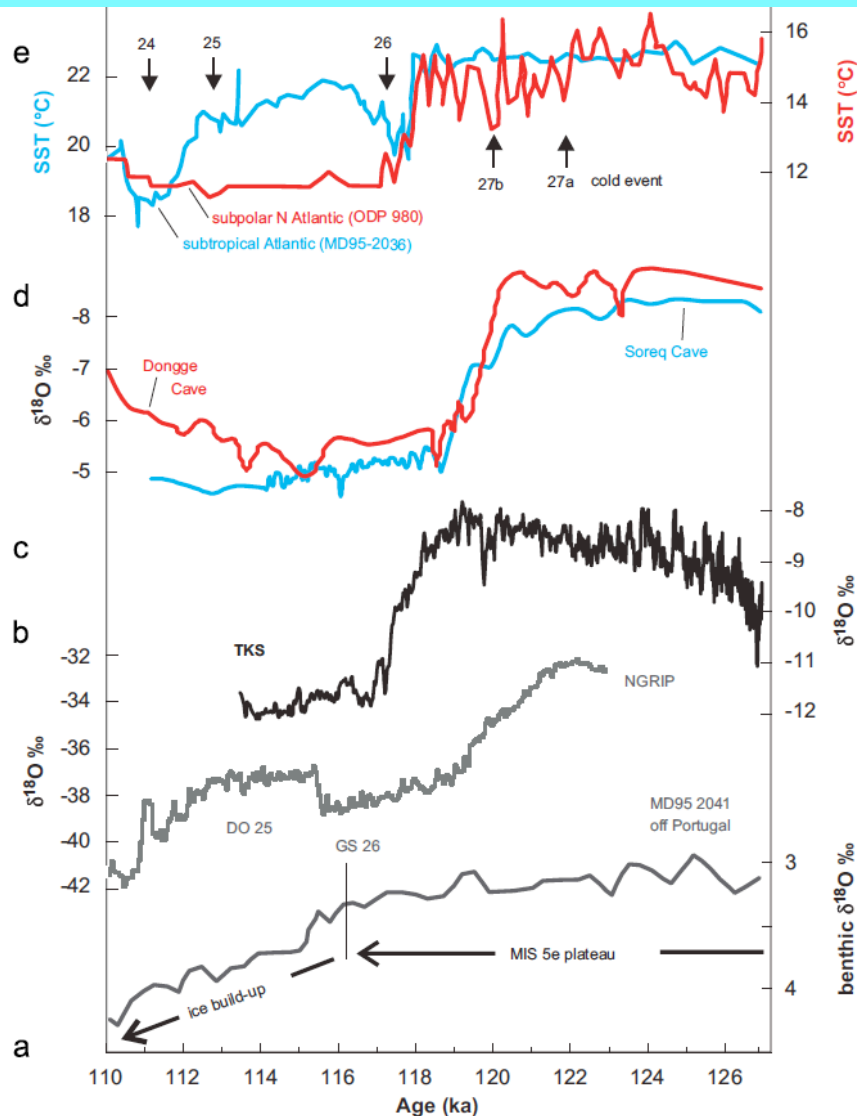 e
24
25
26
16
22
SST (°C)
14
SST (°C)
20
27b
27a
cold event
12
subpolar N Atlantic (ODP 980)
18
subtropical Atlantic (MD95-2036)
d
-8
Soreq Cave
δ¹⁸O ‰
-7
Dongge
Cave
-6
-5
-8
c
-9
-10
δ¹⁸O ‰
b
-32
TKS
-11
NGRIP
-34
-12
δ¹⁸O ‰
-36
-38
MD95 2041
off Portugal
DO 25
-40
GS 26
3
-42
benthic δ¹⁸O ‰
MIS 5e plateau
4
ice build-up
a
110
112
114
116
118
120
122
124
126
Age (ka)